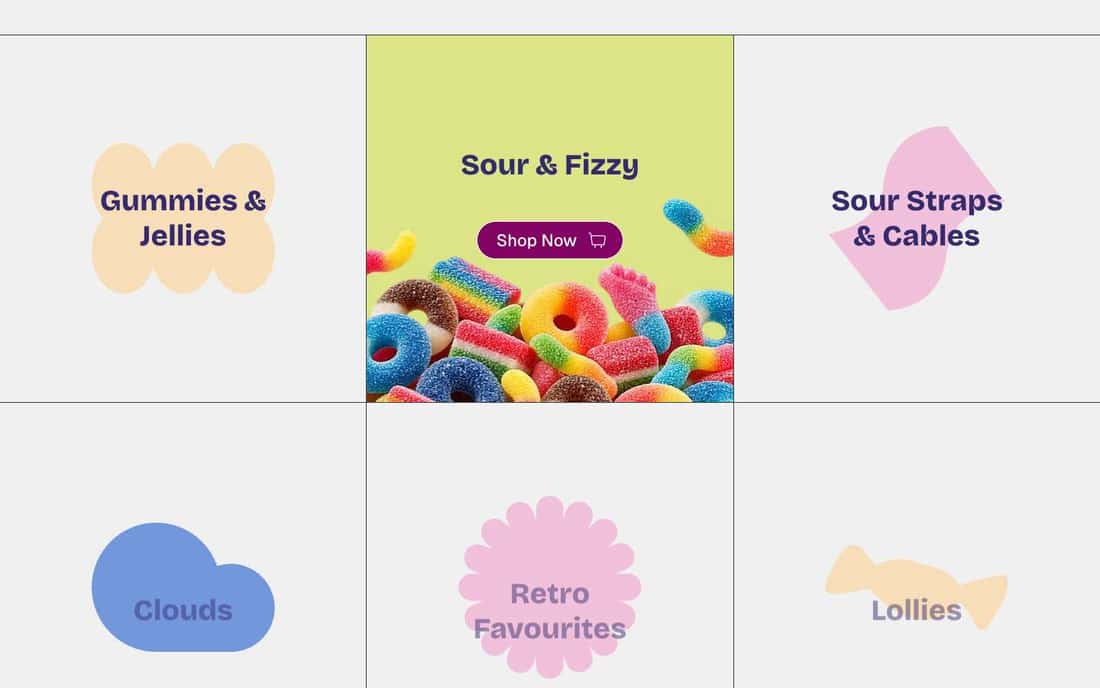 Gummies &
Jellies
Sour & Fizzy
Shop Now
Sour Straps
& Cables
Clouds
Retro
Favourites
Lollies